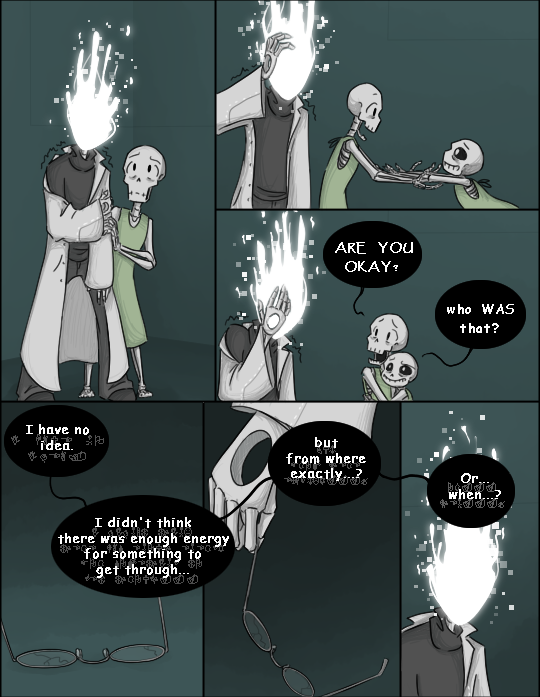 ARE YOU
OKAY?
who WAS
that?
I have no
idea.
I didn't think
there was enough energy
for something to
get through...
but
from where
exactly...?
Or...
when...?